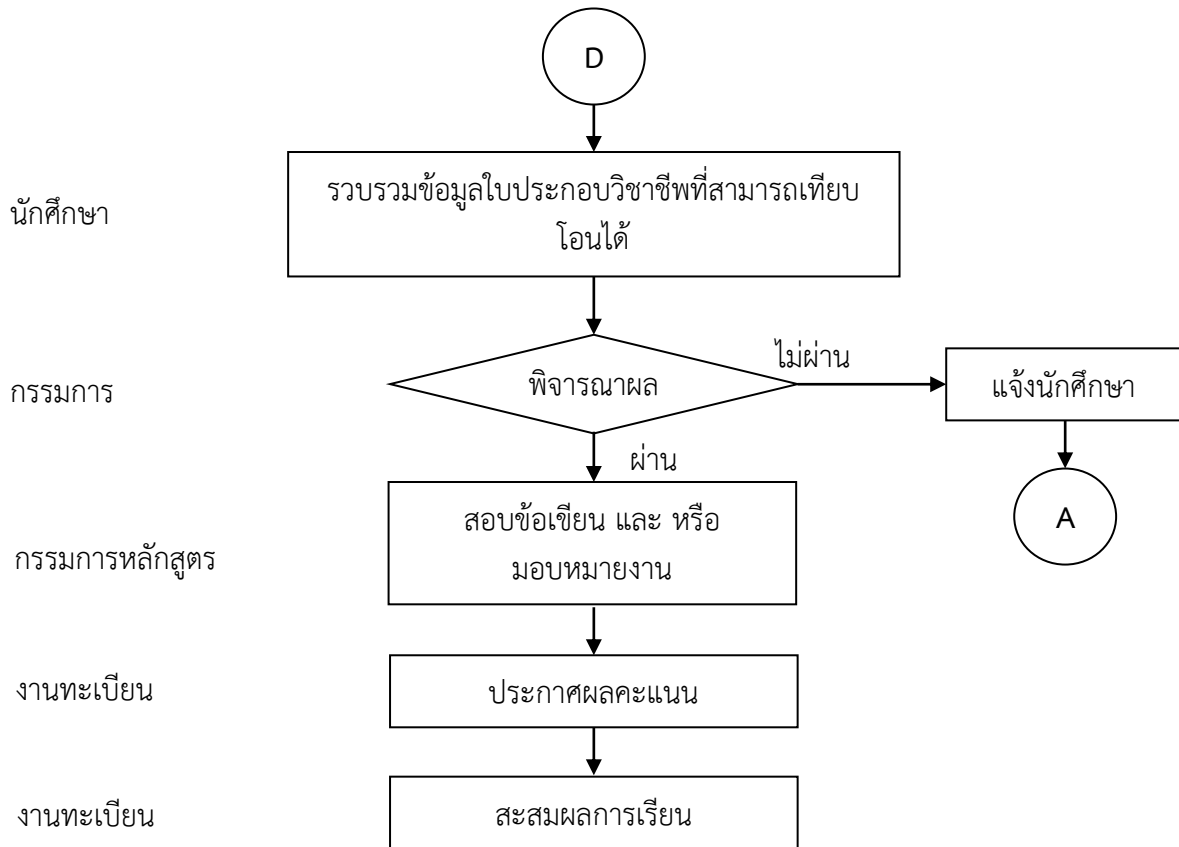 D
นักศึกษา
รวบรวมข้อมูลใบประกอบวิชาชีพที่สามารถเทียบ
โอนได้
กรรมการ
พิจารณาผล
ไม่ผ่าน
แจ้งนักศึกษา
ผ่าน
A
กรรมการหลักสูตร
สอบข้อเขียน และ หรือ
มอบหมายงาน
งานทะเบียน
ประกาศผลคะแนน
งานทะเบียน
สะสมผลการเรียน